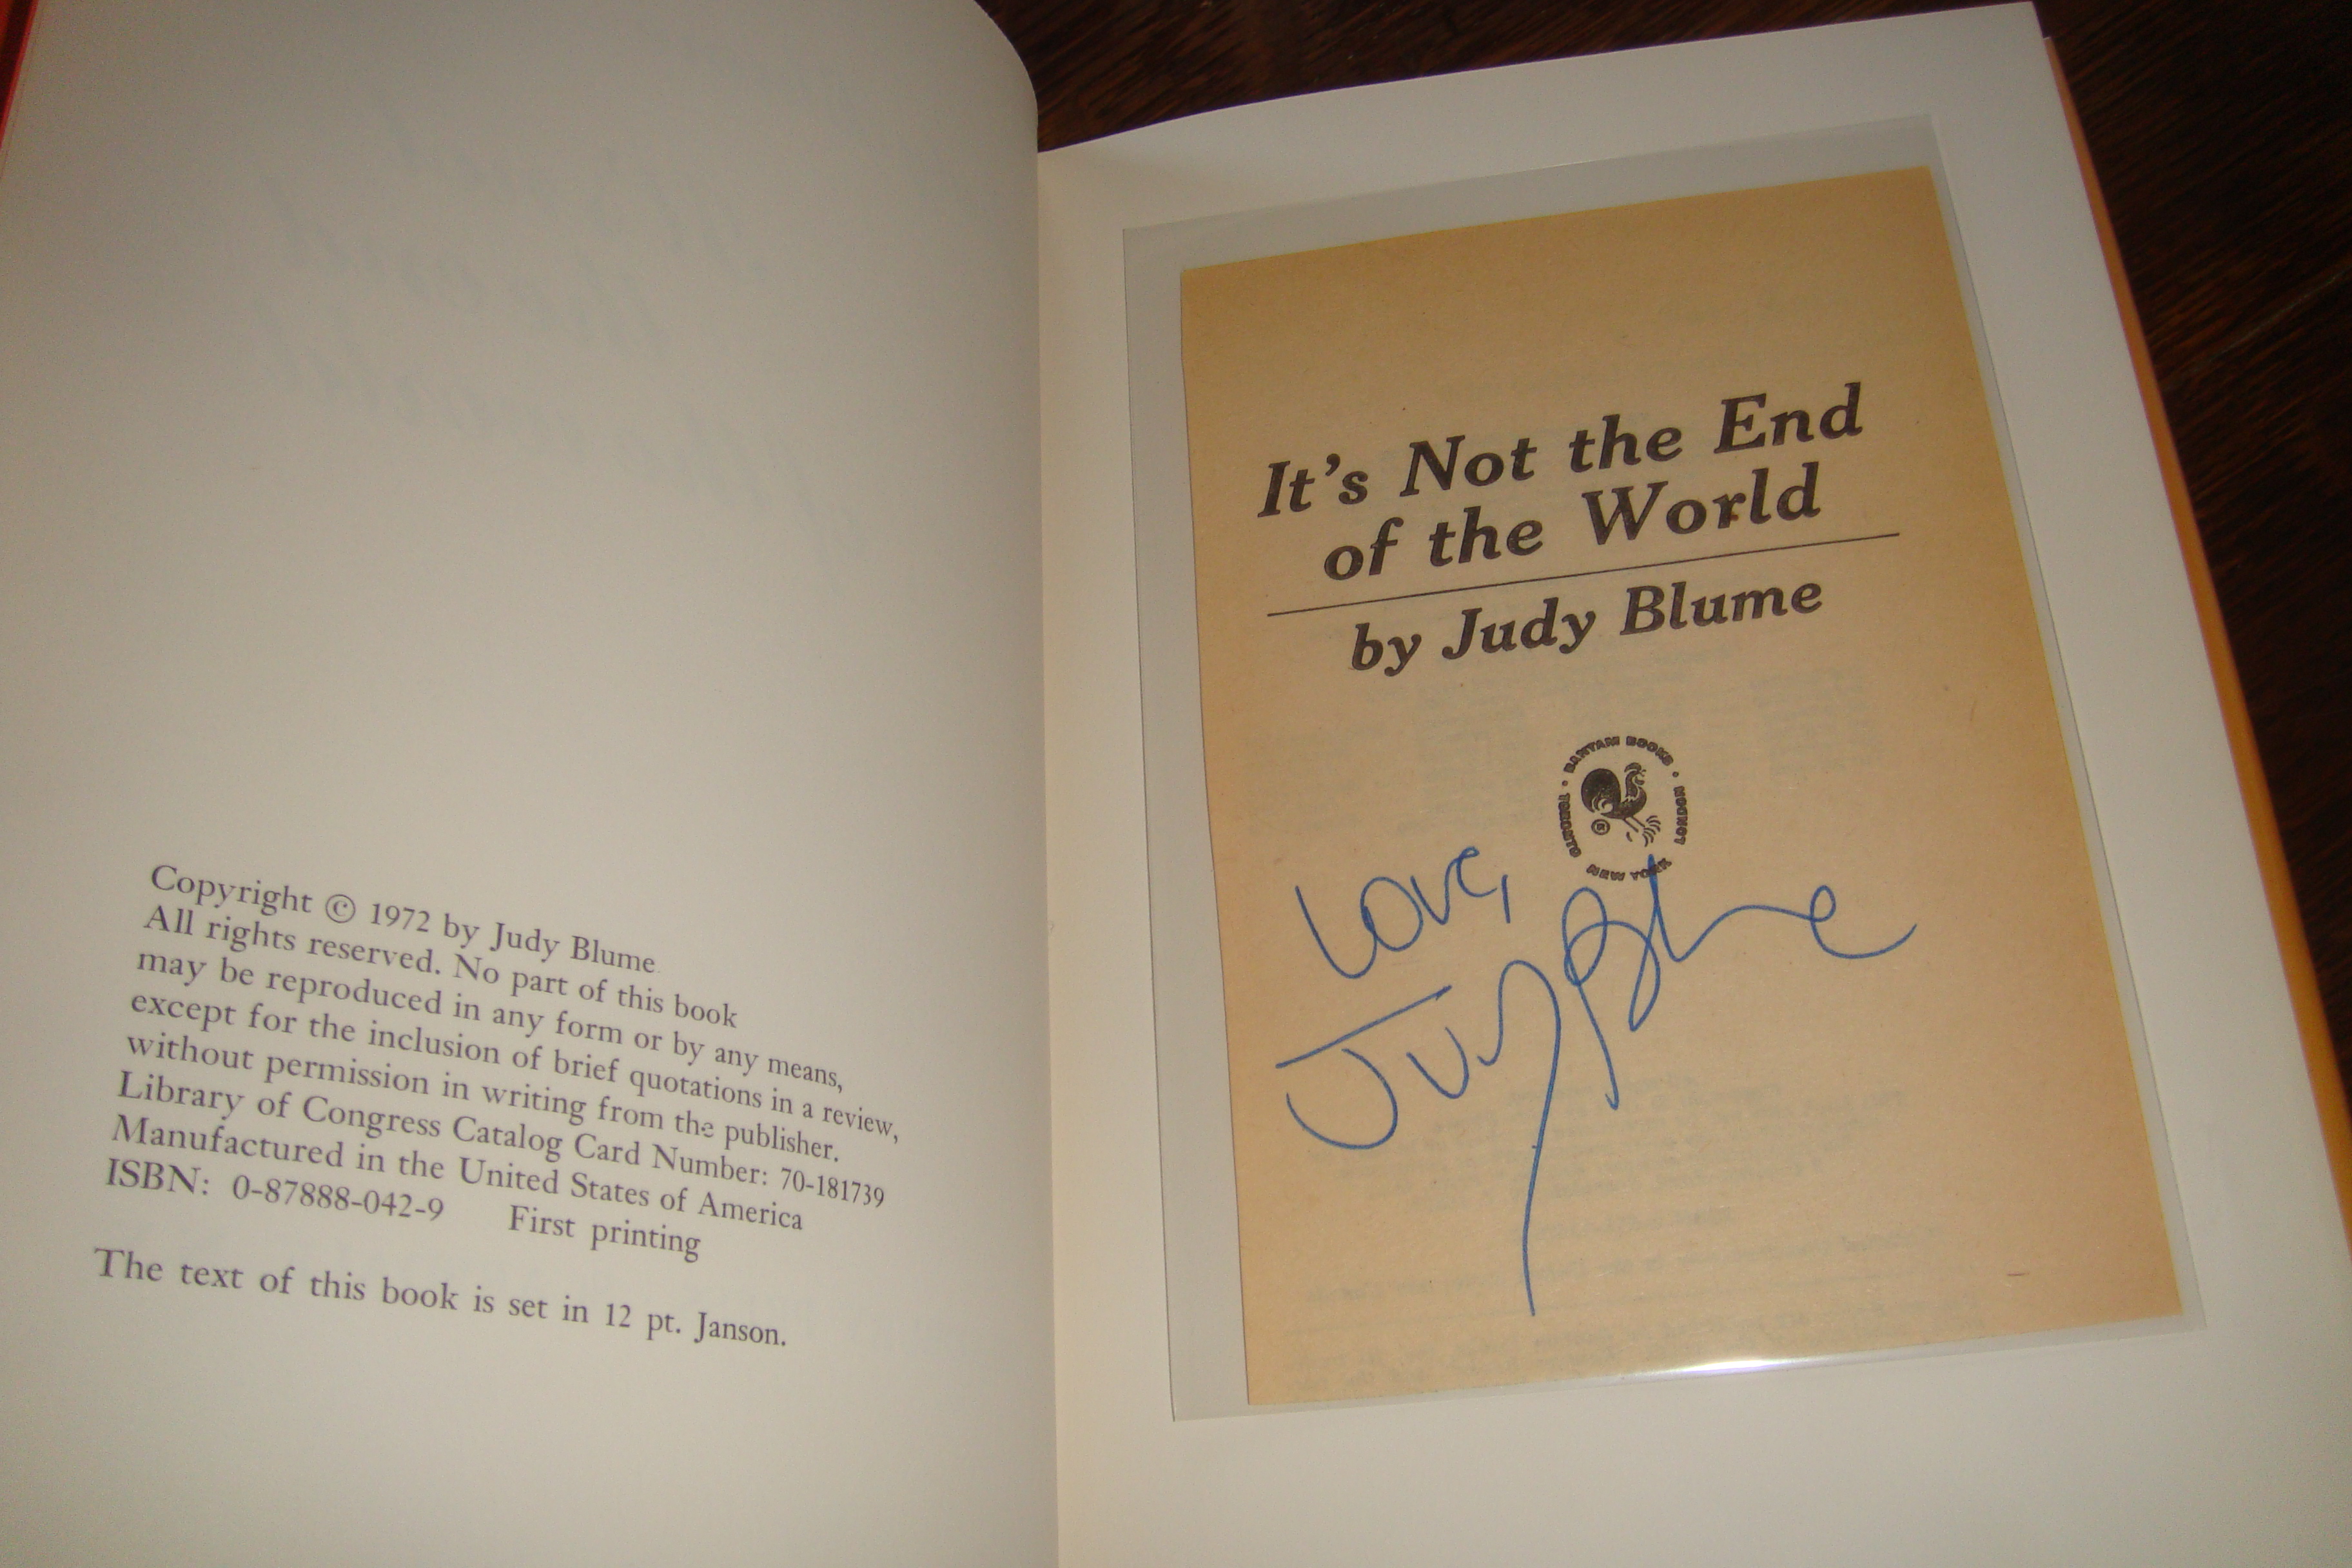 Copyright © 1972 by Judy Blume
All rights reserved. No part of this book
may be reproduced in any form or by any means,
except for the inclusion of brief quotations in a review,
without permission in writing from the publisher.
Library of Congress Catalog Card Number: 70-181739
Manufactured in the United States of America
ISBN: 0-87888-042-9 First printing
The text of this book is set in 12 pt. Janson.
It's Not the End
of the World
by Judy Blume
BANTAM BOOKS
TORONTO · NEW YORK · LONDON
©
Love,
Judy Blume